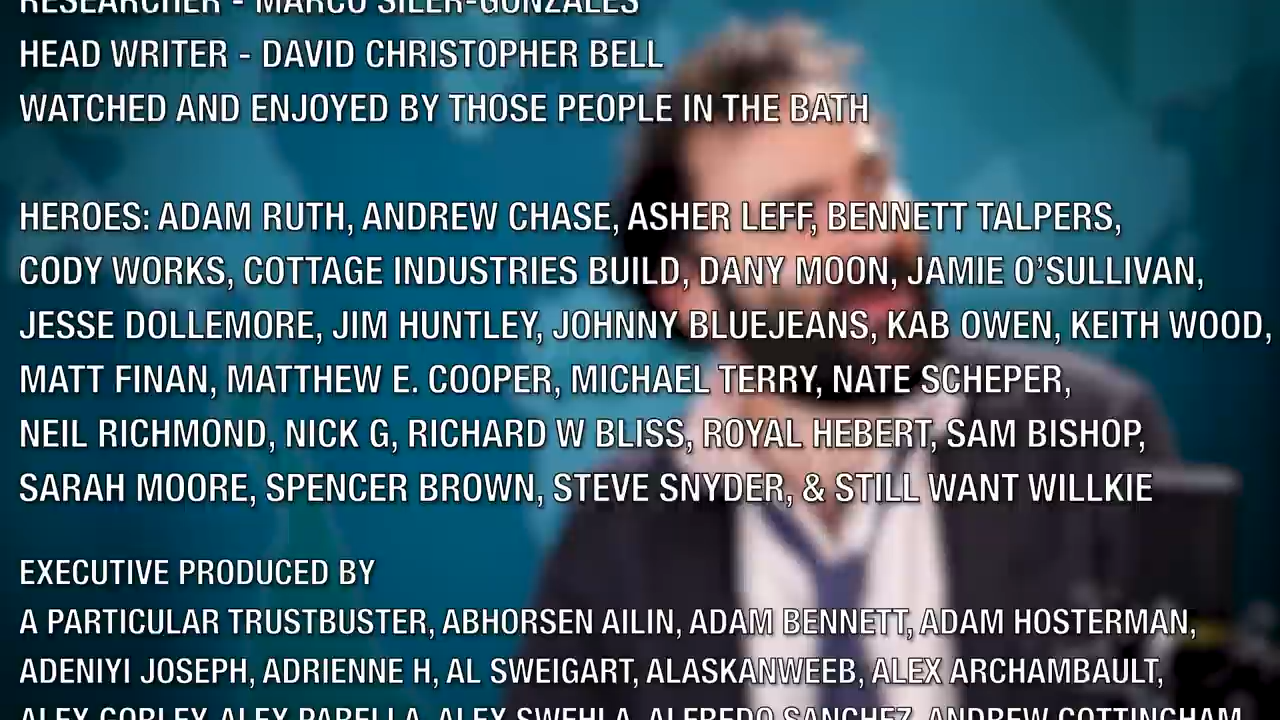 RESEARCHER - MARCO SILER-GONZALES
HEAD WRITER - DAVID CHRISTOPHER BELL
WATCHED AND ENJOYED BY THOSE PEOPLE IN THE BATH
HEROES: ADAM RUTH, ANDREW CHASE, ASHER LEFF, BENNETT TALPERS,
CODY WORKS, COTTAGE INDUSTRIES BUILD, DANY MOON, JAMIE O’SULLIVAN,
JESSE DOLLEMORE, JIM HUNTLEY, JOHNNY BLUEJEANS, KAB OWEN, KEITH WOOD,
MATT FINAN, MATTHEW E. COOPER, MICHAEL TERRY, NATE SCHEPER,
NEIL RICHMOND, NICK G, RICHARD W BLISS, ROYAL HEBERT, SAM BISHOP,
SARAH MOORE, SPENCER BROWN, STEVE SNYDER, & STILL WANT WILLKIE
EXECUTIVE PRODUCED BY
A PARTICULAR TRUSTBUSTER, ABHORSEN AILIN, ADAM BENNETT, ADAM HOSTERMAN,
ADENIYI JOSEPH, ADRIENNE H, AL SWEIGART, ALASKANWEEB, ALEX ARCHAMBAULT,
ALEX CORLEY, ALEX PARELLA, ALEX SWEHLA, ALFREDO SANCHEZ, ANDREW COTTINGHAM,